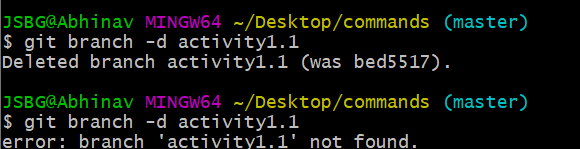 JSBG@Abhinav MINGW64 ~/Desktop/commands (master)
$ git branch -d activity1.1
Deleted branch activity1.1 (was bed5517).
JSBG@Abhinav MINGW64 ~/Desktop/commands (master)
$ git branch -d activity1.1
error: branch 'activity1.1' not found.